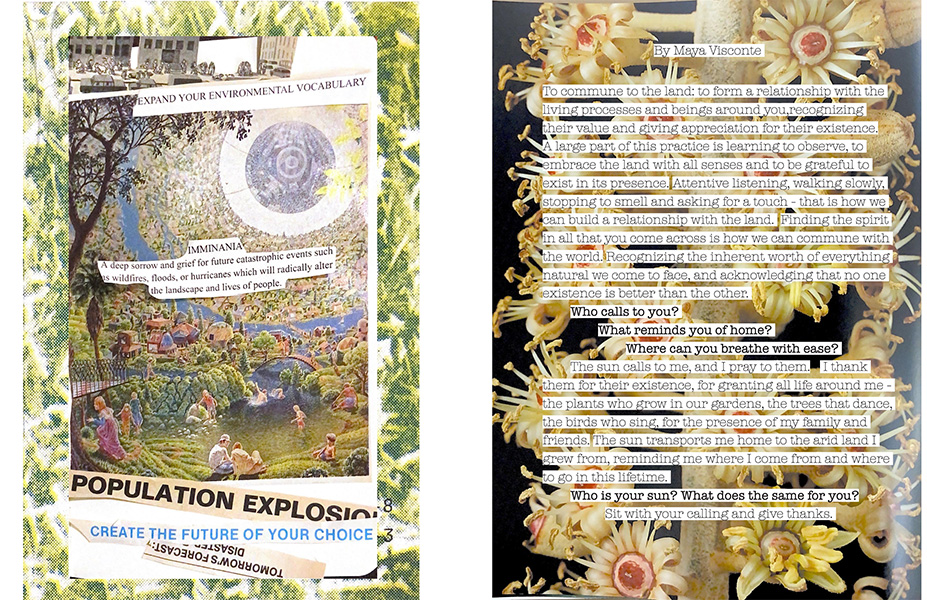 EXPAND YOUR ENVIRONMENTAL VOCABULARY
IMMINANIA
A deep sorrow and grief for future catastrophic events such
as wildfires, floods, or hurricanes which will radically alter
the landscape and lives of people.
POPULATION EXPLOSION
8
CREATE THE FUTURE OF YOUR CHOICE
3
TOMORROW'S FORECAST:
DISASTER
By Maya Visconte
To commune to the land: to form a relationship with the
living processes and beings around you,recognizing
their value and giving appreciation for their existence.
A large part of this practice is learning to observe, to
embrace the land with all senses and to be grateful to
exist in its presence. Attentive listening, walking slowly,
stopping to smell and asking for a touch - that is how we
can build a relationship with the land. Finding the spirit
in all that you come across is how we can commune with
the world. Recognizing the inherent worth of everything
natural we come to face, and acknowledging that no one
existence is better than the other.
Who calls to you?
What reminds you of home?
Where can you breathe with ease?
The sun calls to me, and I pray to them. I thank
them for their existence, for granting all life around me -
the plants who grow in our gardens, the trees that dance,
the birds who sing, for the presence of my family and
friends. The sun transports me home to the arid land I
grew from, reminding me where I come from and where
to go in this lifetime.
Who is your sun? What does the same for you?
Sit with your calling and give thanks.